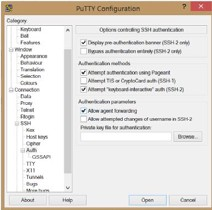 PuTTY Configuration
Category:
Keyboard
Bell
Features
Window
Appearance
Behaviour
Translation
Selection
Colours
Connection
Data
Proxy
Telnet
Rlogin
SSH
Kex
Host keys
Cipher
Auth
GSSAPI
TTY
X11
Tunnels
Bugs
More bugs
Options controlling SSH authentication
Display pre-authentication banner (SSH-2 only)
Bypass authentication entirely (SSH-2 only)
Authentication methods
Attempt authentication using Pageant
Attempt TIS or CryptoCard auth (SSH-1)
Attempt "keyboard-interactive" auth (SSH-2)
Authentication parameters
Allow agent forwarding
Allow attempted changes of username in SSH-2
Private key file for authentication:
Browse...
About
Help
Open
Cancel